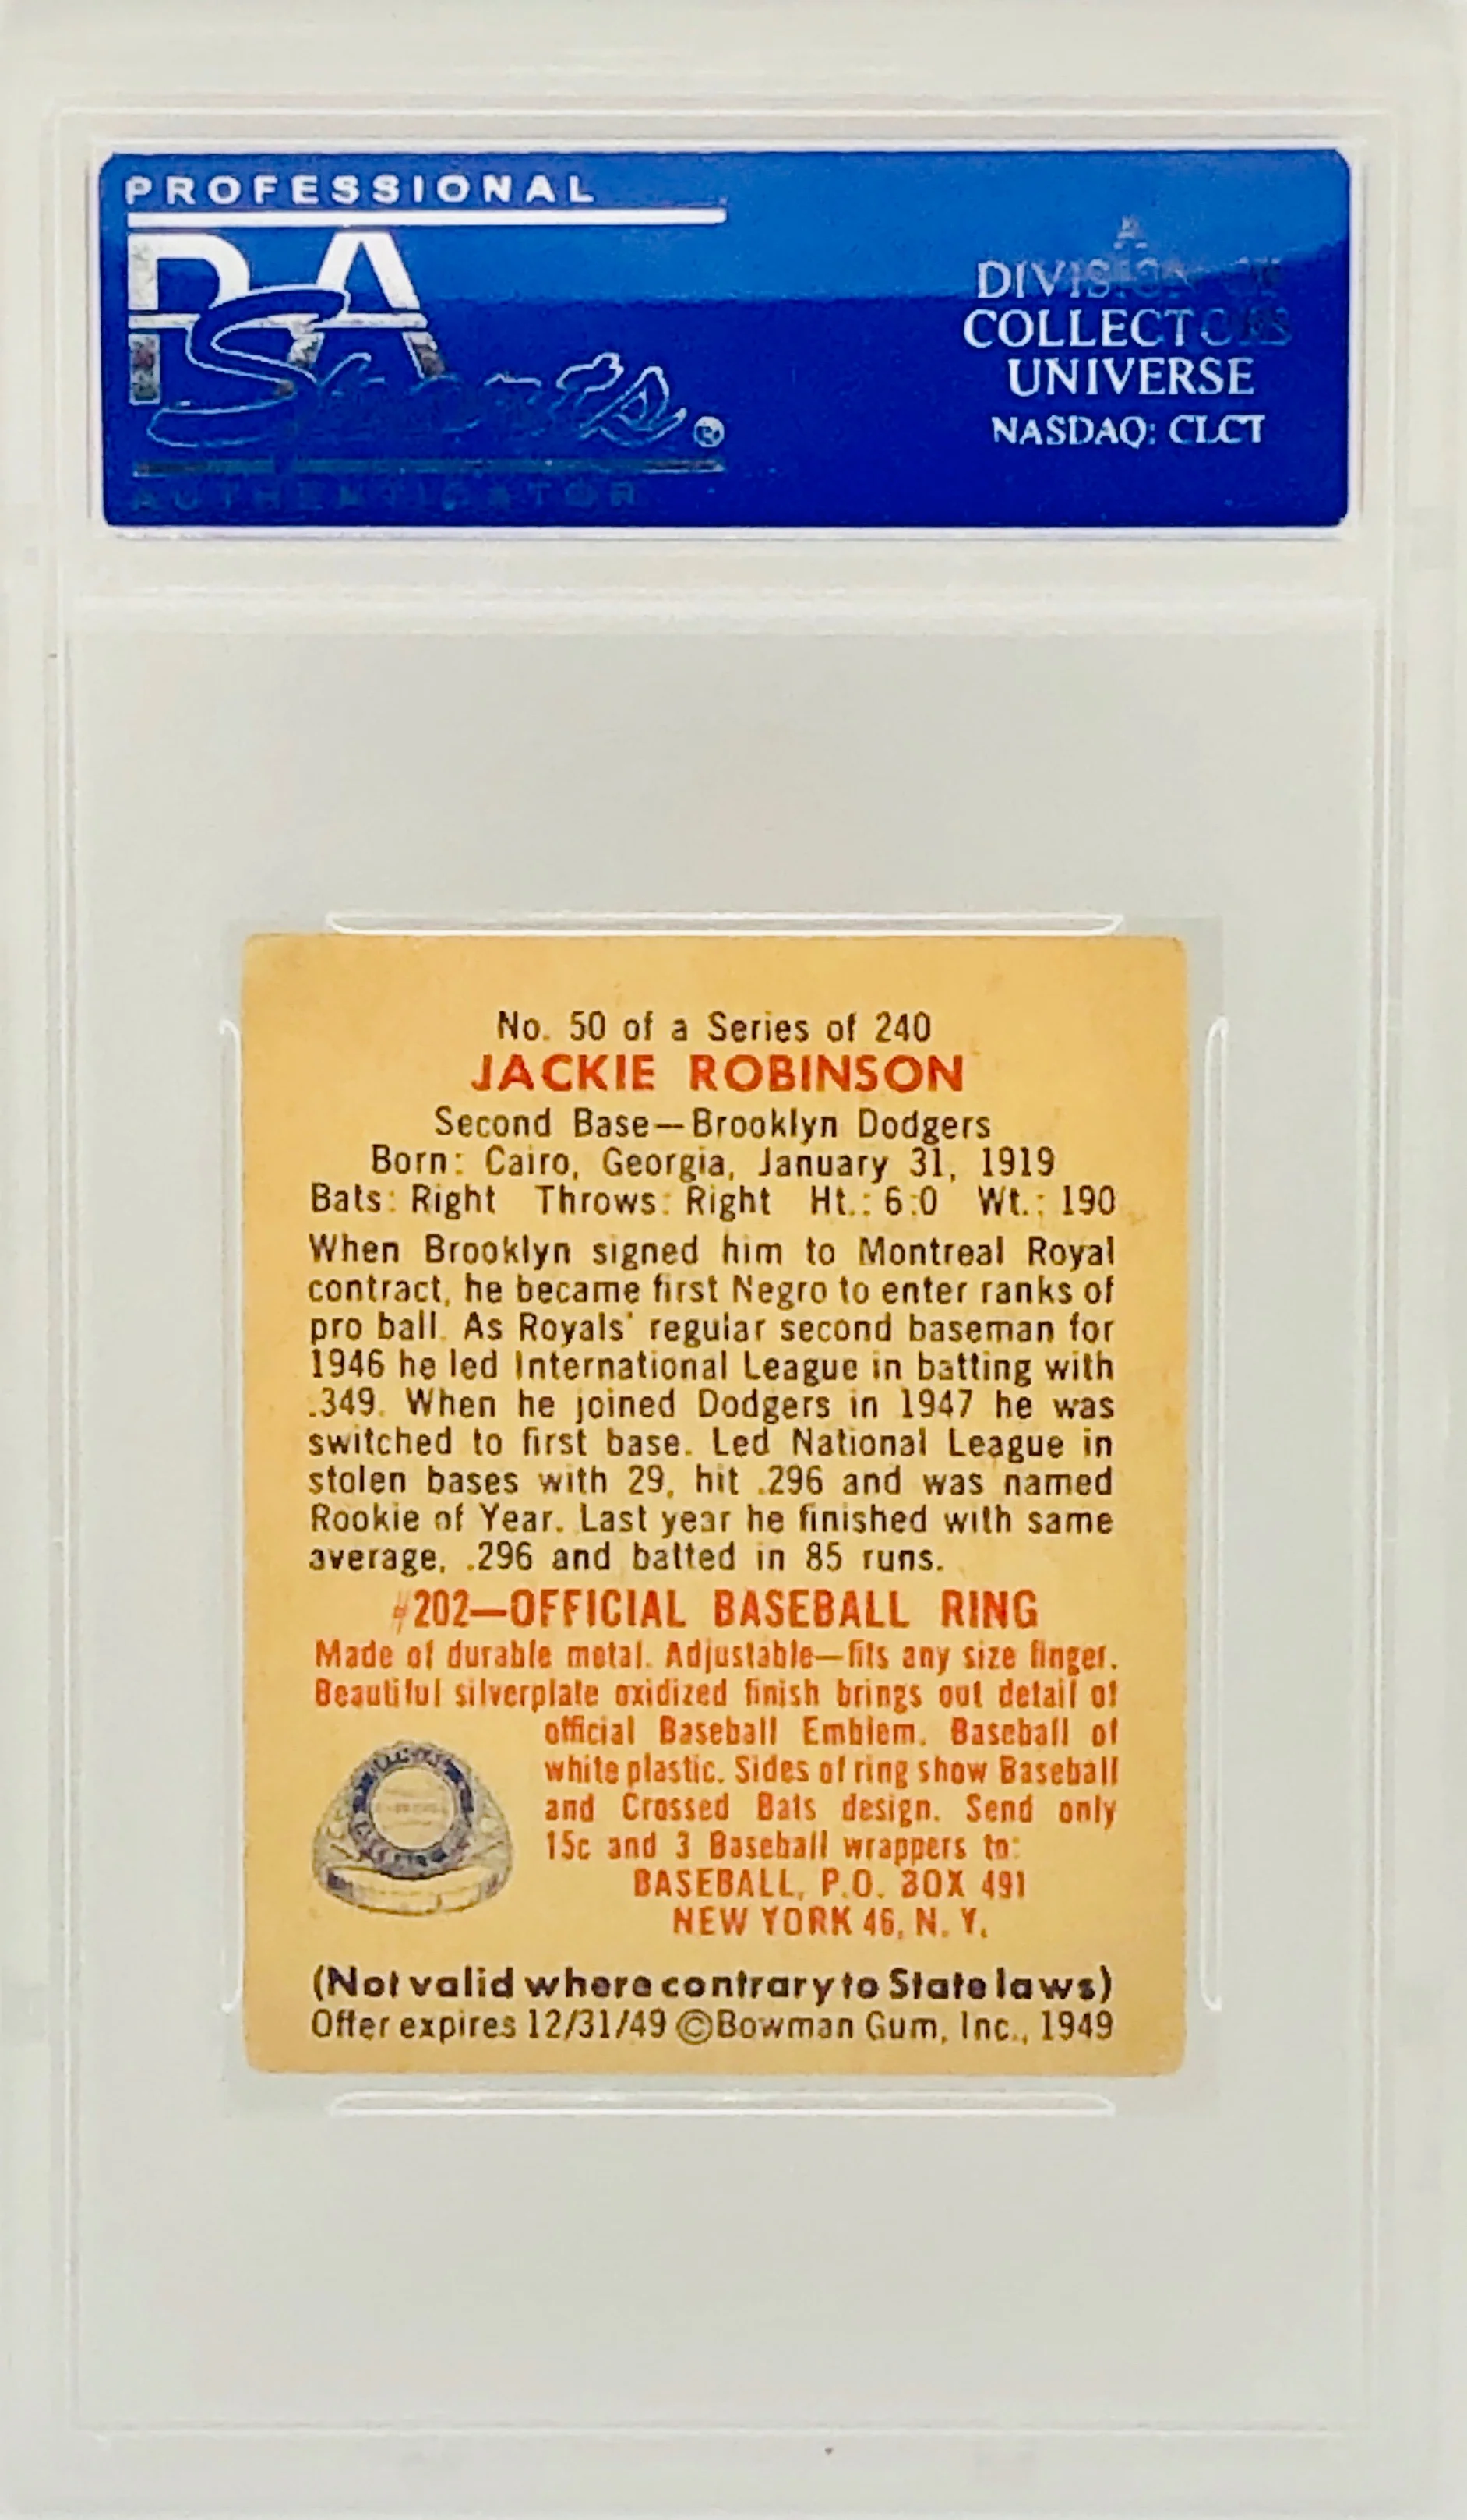 PROFESSIONAL
PSA
Sports®
AUTHENTICATOR
A
DIVISION OF
COLLECTORS
UNIVERSE
NASDAQ: CLCT
No. 50 of a Series of 240
JACKIE ROBINSON
Second Base—Brooklyn Dodgers
Born: Cairo, Georgia, January 31, 1919
Bats: Right Throws: Right Ht.: 6:0 Wt.: 190
When Brooklyn signed him to Montreal Royal
contract, he became first Negro to enter ranks of
pro ball. As Royals' regular second baseman for
1946 he led International League in batting with
.349. When he joined Dodgers in 1947 he was
switched to first base. Led National League in
stolen bases with 29, hit .296 and was named
Rookie of Year. Last year he finished with same
average, .296 and batted in 85 runs.
#202—OFFICIAL BASEBALL RING
Made of durable metal. Adjustable—fits any size finger.
Beautiful silverplate oxidized finish brings out detail of
official Baseball Emblem. Baseball of
white plastic. Sides of ring show Baseball
and Crossed Bats design. Send only
15c and 3 Baseball wrappers to:
BASEBALL, P.O. BOX 491
NEW YORK 46, N. Y.
(Not valid where contrary to State laws)
Offer expires 12/31/49 ©Bowman Gum, Inc., 1949